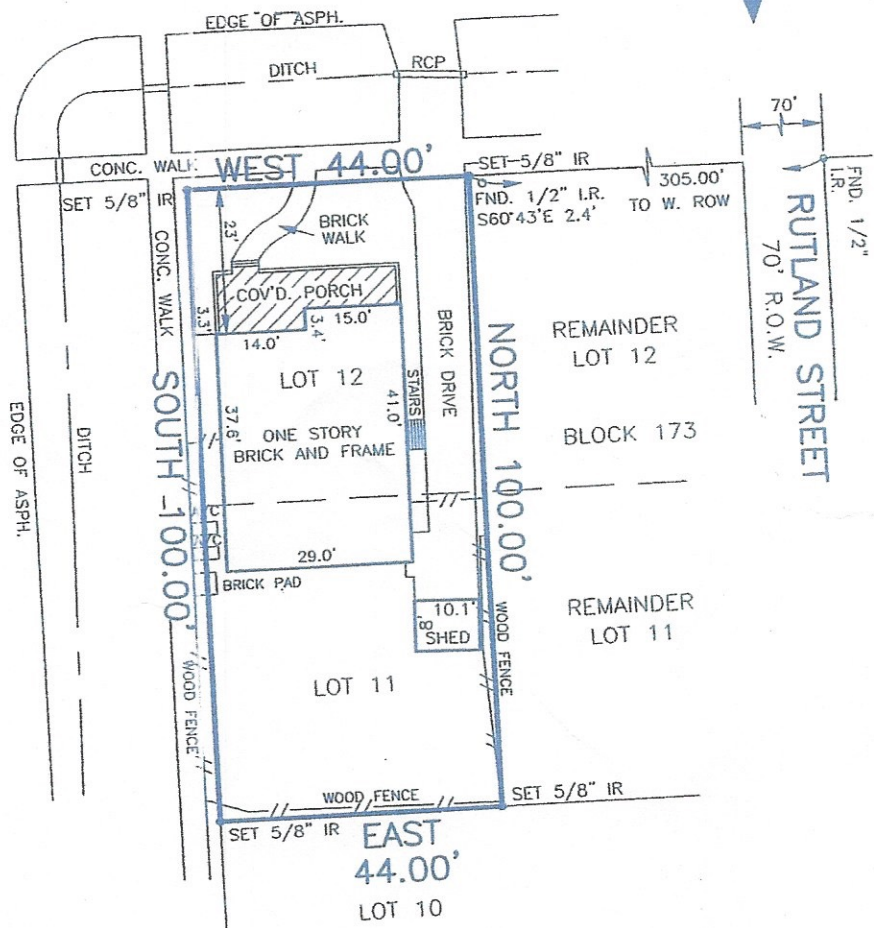 EDGE OF ASPH.
DITCH
RCP
70'
CONC. WALK
WEST 44.00'
SET 5/8" IR
SET 5/8" IR
FND. 1/2" I.R.
S60°43'E 2.4'
305.00'
TO W. ROW
FND. 1/2"
I.R.
RUTLAND STREET
70' R.O.W.
CONC. WALK
23'
BRICK
WALK
COV'D. PORCH
3.3'
14.0'
3.4'
15.0'
BRICK DRIVE
NORTH 100.00'
REMAINDER
LOT 12
LOT 12
STAIRS
41.0'
37.6'
ONE STORY
BRICK AND FRAME
BLOCK 173
SOUTH 100.00'
EDGE OF ASPH.
DITCH
29.0'
BRICK PAD
10.1'
8'
SHED
WOOD FENCE
REMAINDER
LOT 11
LOT 11
WOOD FENCE
WOOD FENCE
SET 5/8" IR
SET 5/8" IR
EAST
44.00'
LOT 10